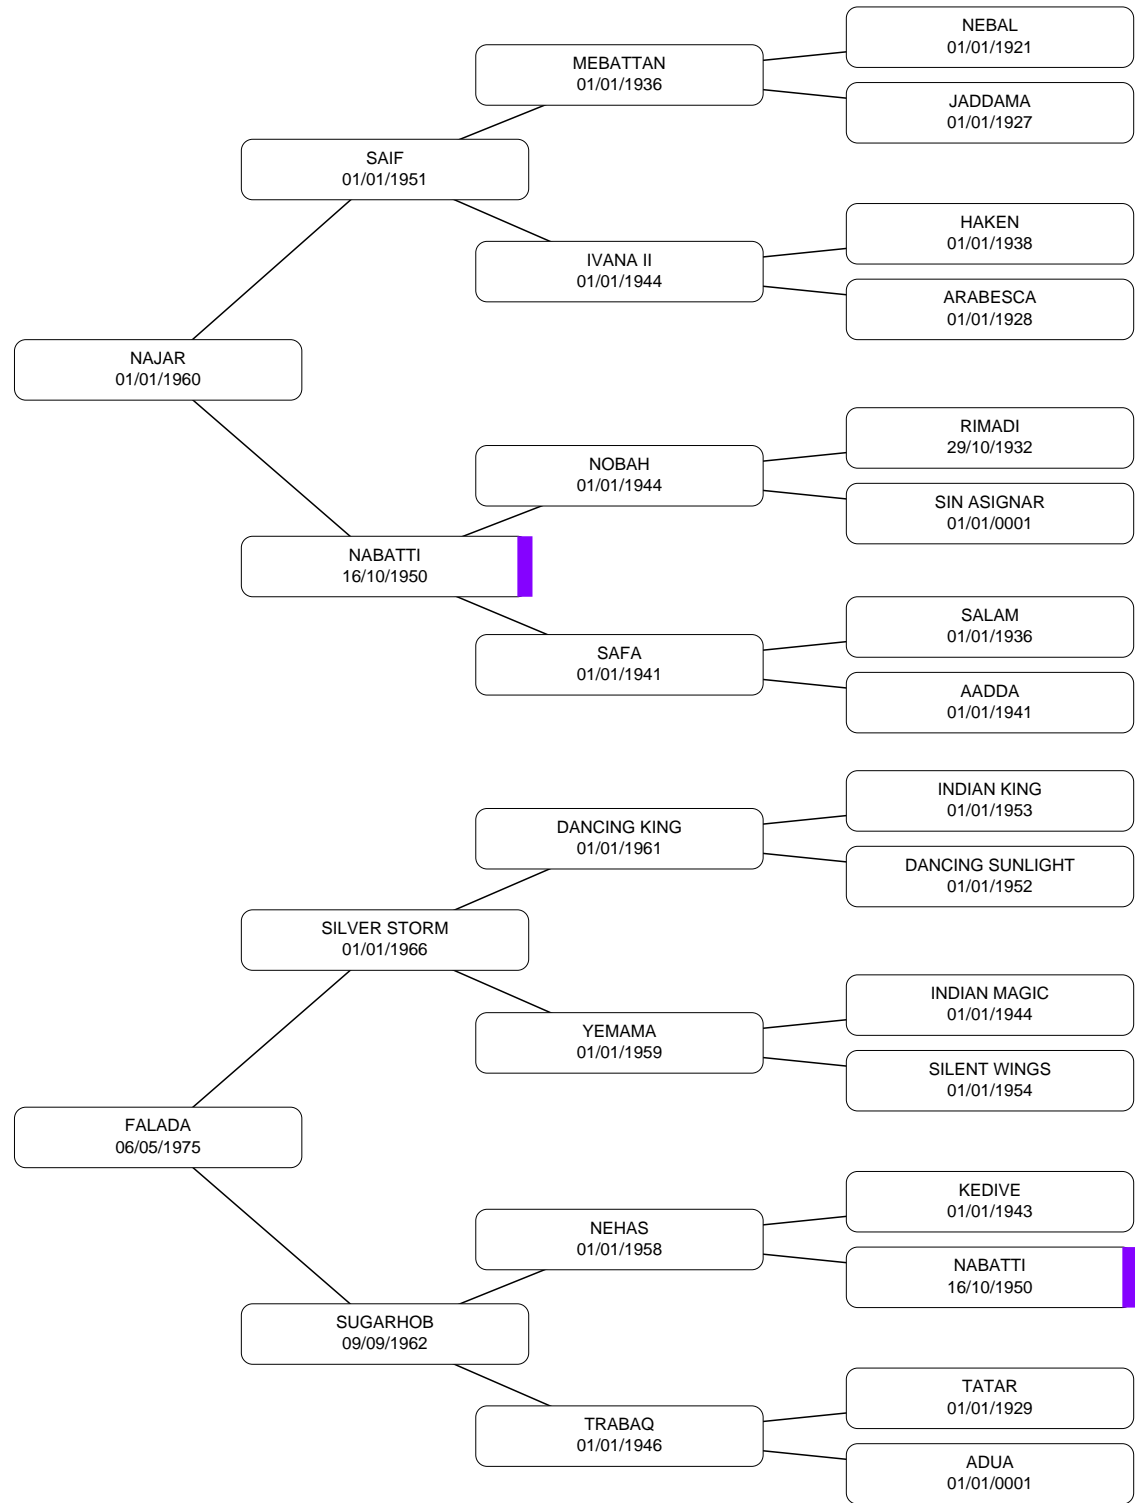 NEBAL
01/01/1921
MEBATTAN
01/01/1936
JADDAMA
01/01/1927
SAIF
01/01/1951
HAKEN
01/01/1938
IVANA II
01/01/1944
ARABESCA
01/01/1928
NAJAR
01/01/1960
RIMADI
29/10/1932
NOBAH
01/01/1944
SIN ASIGNAR
01/01/0001
NABATTI
16/10/1950
SALAM
01/01/1936
SAFA
01/01/1941
AADDA
01/01/1941
INDIAN KING
01/01/1953
DANCING KING
01/01/1961
DANCING SUNLIGHT
01/01/1952
SILVER STORM
01/01/1966
INDIAN MAGIC
01/01/1944
YEMAMA
01/01/1959
SILENT WINGS
01/01/1954
FALADA
06/05/1975
KEDIVE
01/01/1943
NEHAS
01/01/1958
NABATTI
16/10/1950
SUGARHOB
09/09/1962
TATAR
01/01/1929
TRABAQ
01/01/1946
ADUA
01/01/0001